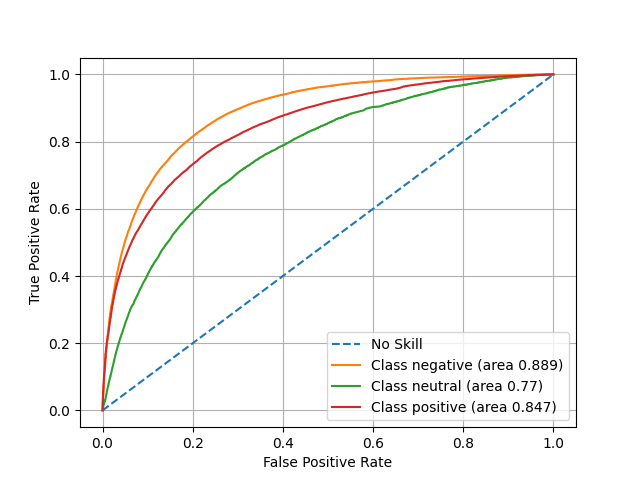 1.0
0.8
0.6
0.4
0.2
0.0
True Positive Rate
No Skill
Class negative (area 0.889)
Class neutral (area 0.77)
Class positive (area 0.847)
0.0 0.2 0.4 0.6 0.8 1.0
False Positive Rate